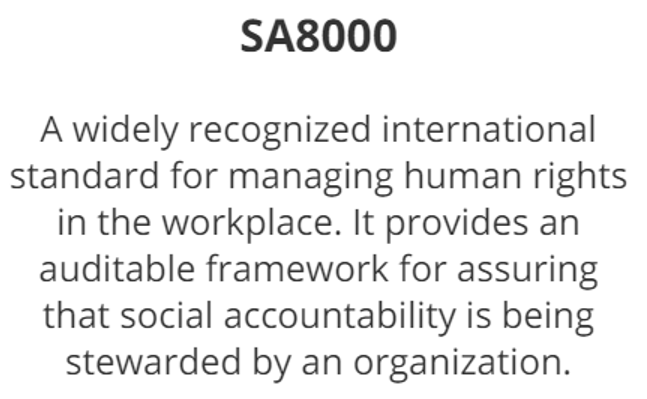 SA8000
A widely recognized international
standard for managing human rights
in the workplace. It provides an
auditable framework for assuring
that social accountability is being
stewarded by an organization.